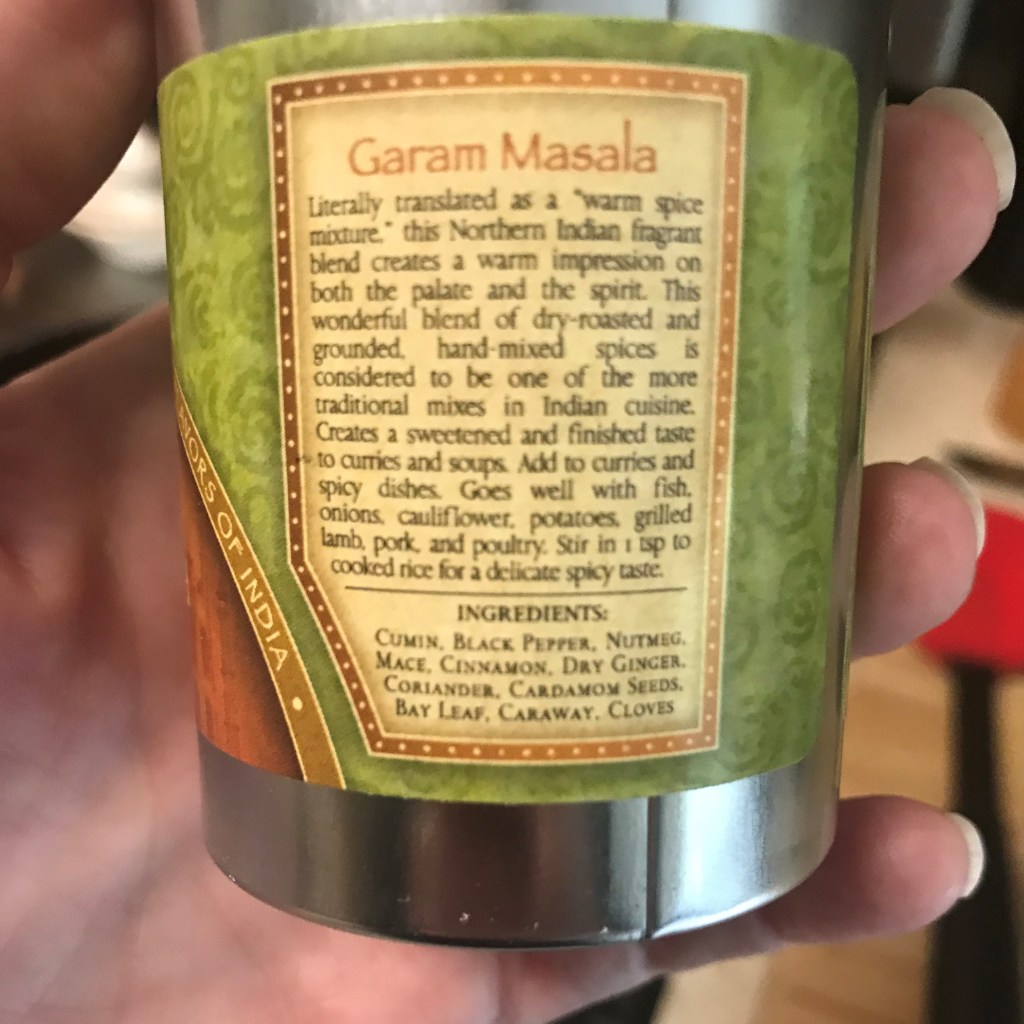 Garam Masala
Literally translated as a "warm spice
mixture," this Northern Indian fragrant
blend creates a warm impression on
both the palate and the spirit. This
wonderful blend of dry-roasted and
grounded, hand-mixed spices is
considered to be one of the more
traditional mixes in Indian cuisine.
Creates a sweetened and finished taste
to curries and soups. Add to curries and
spicy dishes. Goes well with fish,
onions, cauliflower, potatoes, grilled
lamb, pork, and poultry. Stir in 1 tsp to
cooked rice for a delicate spicy taste.
INGREDIENTS:
CUMIN, BLACK PEPPER, NUTMEG,
MACE, CINNAMON, DRY GINGER,
CORIANDER, CARDAMOM SEEDS,
BAY LEAF, CARAWAY, CLOVES
OF INDIA